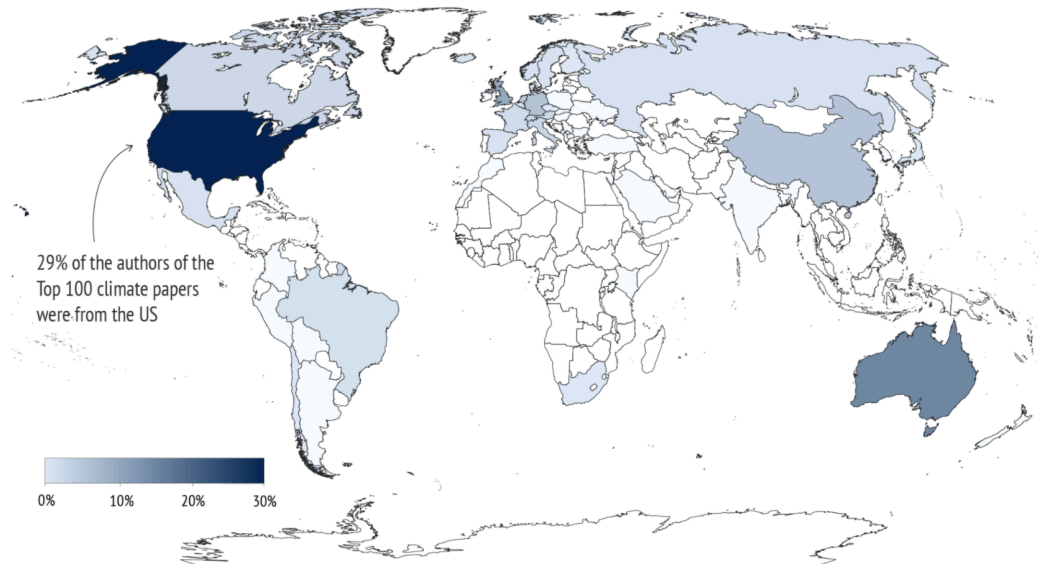 29% of the authors of the
Top 100 climate papers
were from the US
0% 10% 20% 30%